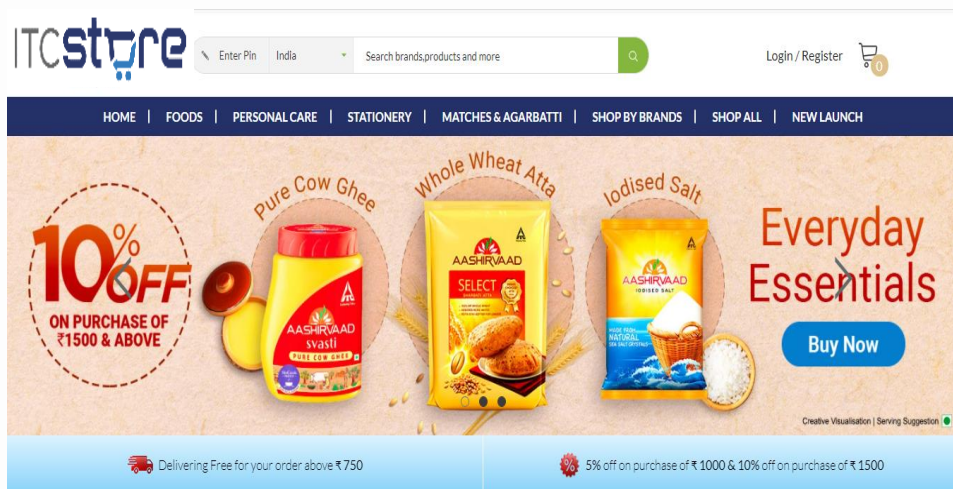 ITCstore
Enter Pin
India
Search brands,products and more
Login / Register
0
HOME | FOODS | PERSONAL CARE | STATIONERY | MATCHES & AGARBATTI | SHOP BY BRANDS | SHOP ALL | NEW LAUNCH
10% OFF
ON PURCHASE OF
₹1500 & ABOVE
Pure Cow Ghee
AASHIRVAAD
svasti
PURE COW GHEE
Whole Wheat Atta
AASHIRVAAD
SELECT
Iodised Salt
AASHIRVAAD
IODISED SALT
MADE FROM
NATURAL
SEA SALT CRYSTALS
Everyday
Essentials
Buy Now
Creative Visualisation | Serving Suggestion
Delivering Free for your order above ₹ 750
5% off on purchase of ₹ 1000 & 10% off on purchase of ₹ 1500